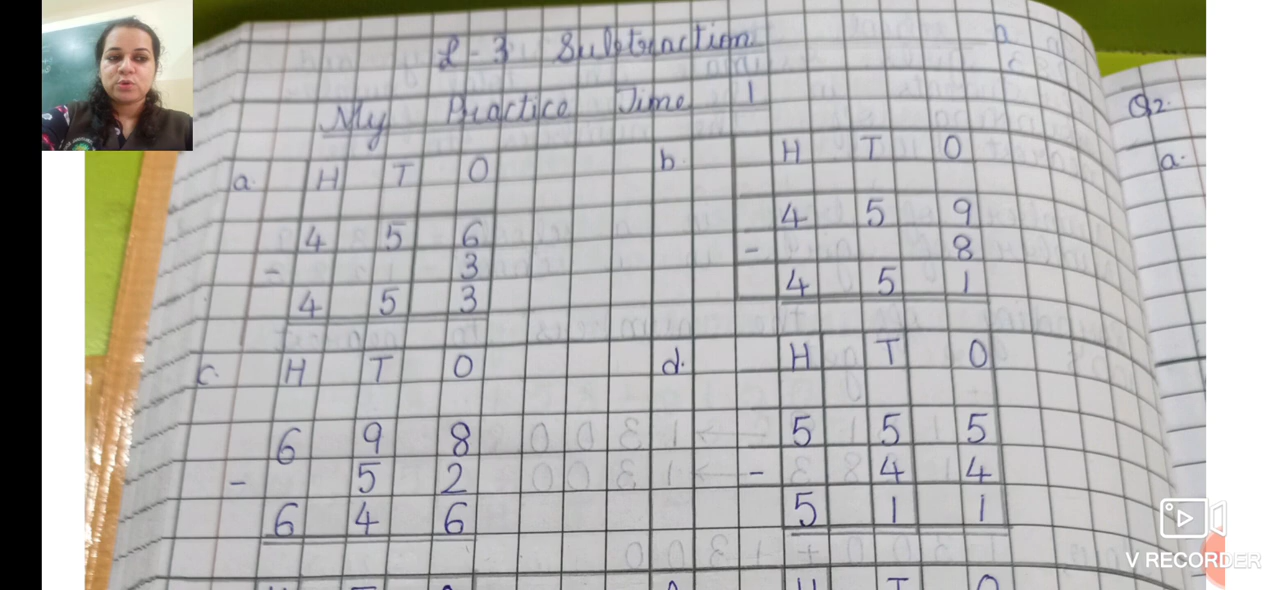 L-3 Subtraction
My Practice Time 1
a. H T O
4 5 6
- 3
4 5 3
b. H T O
4 5 9
- 8
4 5 1
c. H T O
6 9 8
- 5 2
6 4 6
d. H T O
5 5 5
- 4 4
5 1 1
H T O
Q2.
a.
V RECORDER